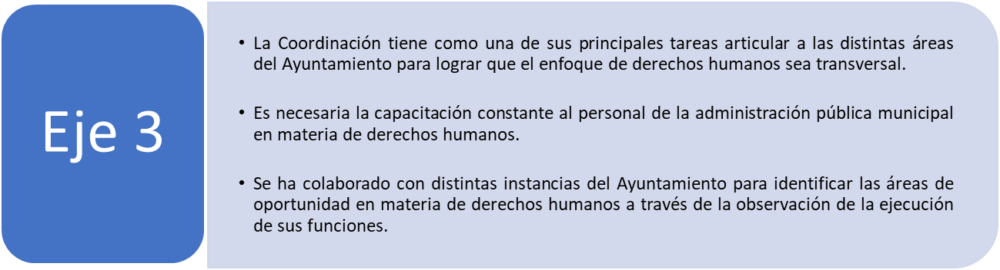 Eje 3
• La Coordinación tiene como una de sus principales tareas articular a las distintas áreas
del Ayuntamiento para lograr que el enfoque de derechos humanos sea transversal.
• Es necesaria la capacitación constante al personal de la administración pública municipal
en materia de derechos humanos.
• Se ha colaborado con distintas instancias del Ayuntamiento para identificar las áreas de
oportunidad en materia de derechos humanos a través de la observación de la ejecución
de sus funciones.